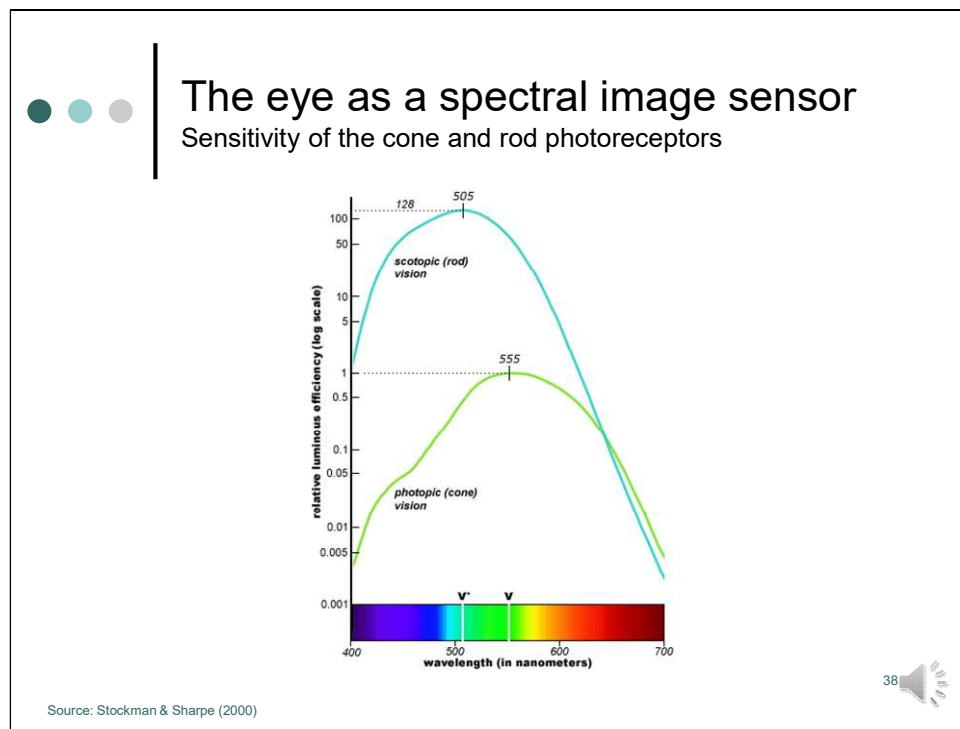 The eye as a spectral image sensor
Sensitivity of the cone and rod photoreceptors
505
128
100
50
scotopic (rod)
vision
10
5
555
1
0.5
0.1
0.05
photopic (cone)
vision
0.01
0.005
0.001
relative luminous efficiency (log scale)
V' V
400 500 600 700
wavelength (in nanometers)
38
Source: Stockman & Sharpe (2000)